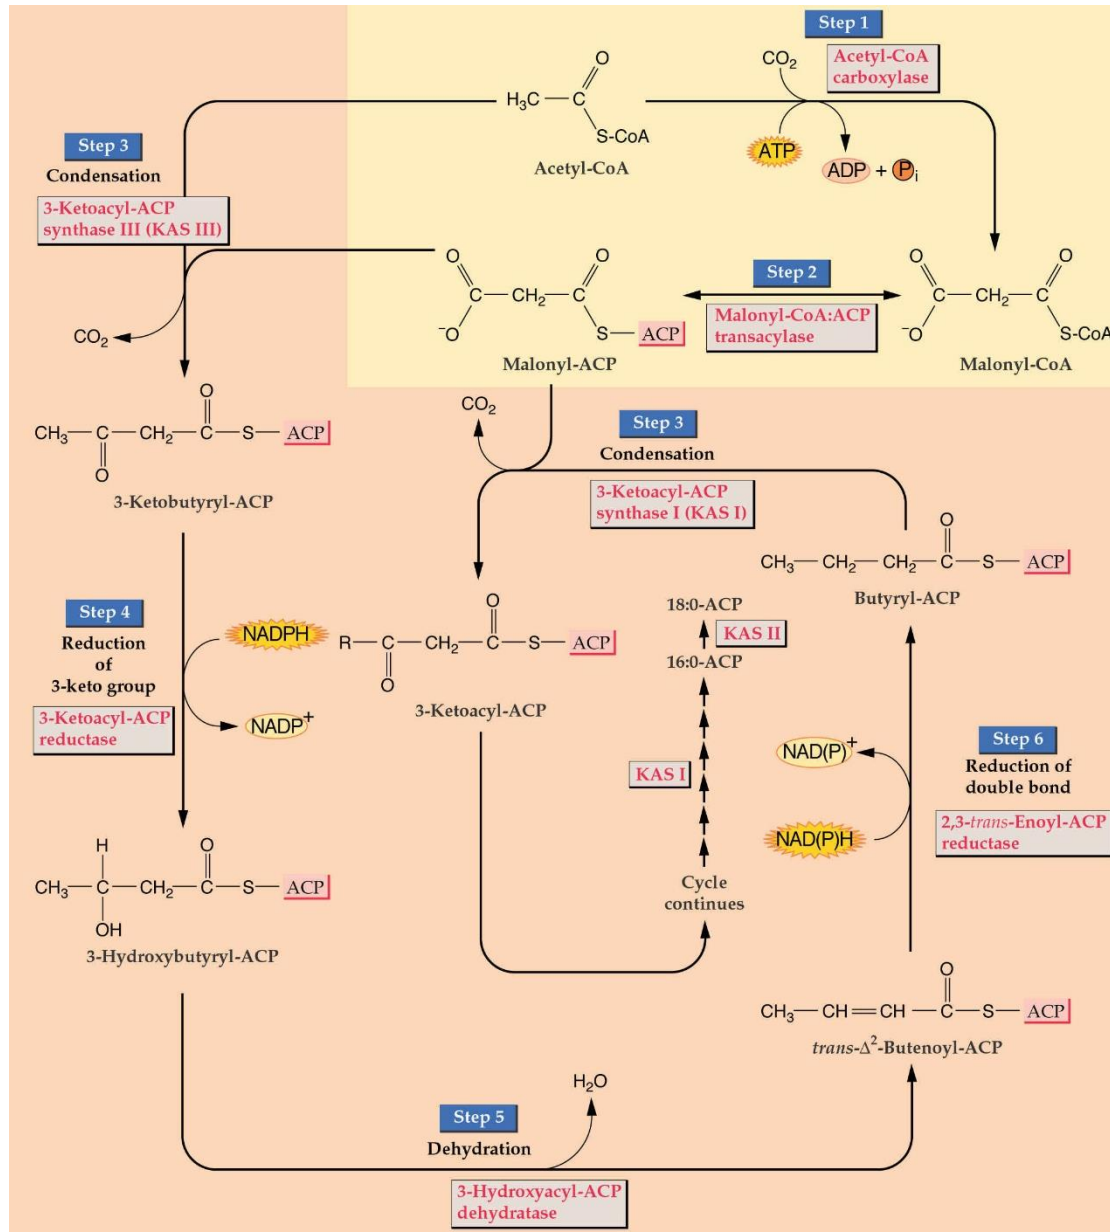 Step 1
Acetyl-CoA
carboxylase
CO2
O
H3C C
S-CoA
Acetyl-CoA
ATP
ADP + Pi
Step 3
Condensation
3-Ketoacyl-ACP
synthase III (KAS III)
CO2
O O
C CH2 C
−O S ACP
Malonyl-ACP
Step 2
Malonyl-CoA:ACP
transacylase
O O
C CH2 C
−O S-CoA
Malonyl-CoA
O
CH3 C CH2 C S ACP
O
3-Ketobutyryl-ACP
CO2
Step 3
Condensation
3-Ketoacyl-ACP
synthase I (KAS I)
O
CH3 CH2 CH2 C S ACP
Butyryl-ACP
Step 4
Reduction
of
3-keto group
3-Ketoacyl-ACP
reductase
NADPH
NADP+
O
R C CH2 C S ACP
O
3-Ketoacyl-ACP
18:0-ACP
KAS II
16:0-ACP
KAS I
Cycle
continues
NAD(P)+
NAD(P)H
Step 6
Reduction of
double bond
2,3-trans-Enoyl-ACP
reductase
H O
CH3 C CH2 C S ACP
OH
3-Hydroxybutyryl-ACP
O
CH3 CH CH C S ACP
trans-Δ2-Butenoyl-ACP
H2O
Step 5
Dehydration
3-Hydroxyacyl-ACP
dehydratase